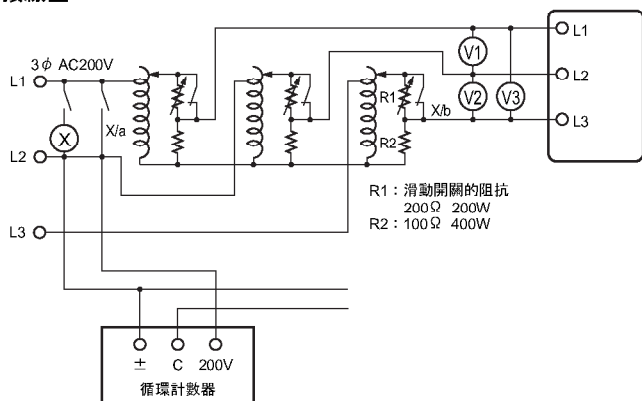 3φ AC200V
L1
X
X/a
L2
L3
R1
R2
X/b
V1
V2
V3
L1
L2
L3
R1：滑動開關的阻抗
200Ω 200W
R2：100Ω 400W
± C 200V
循環計數器